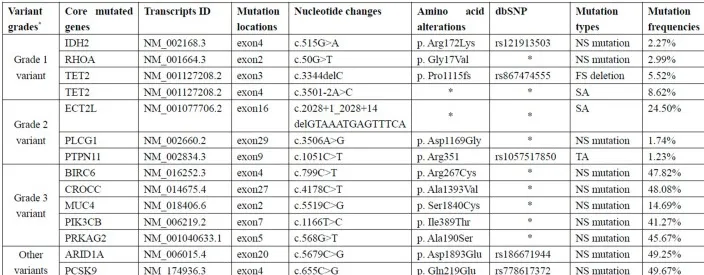 Variant grades* Core mutated genes Transcripts ID Mutation locations Nucleotide changes Amino acid alterations dbSNP Mutation types Mutation frequencies
Grade 1 variant
IDH2 NM_002168.3 exon4 c.515G>A p. Arg172Lys rs121913503 NS mutation 2.27%
RHOA NM_001664.3 exon2 c.50G>T p. Gly17Val * NS mutation 2.99%
TET2 NM_001127208.2 exon3 c.3344delC p. Pro1115fs rs867474555 FS deletion 5.52%
TET2 NM_001127208.2 exon4 c.3501-2A>C * * SA 8.62%
Grade 2 variant
ECT2L NM_001077706.2 exon16 c.2028+1_2028+14 delGTAAATGAGTTTCA * * SA 24.50%
PLCG1 NM_002660.2 exon29 c.3506A>G p. Asp1169Gly * NS mutation 1.74%
PTPN11 NM_002834.3 exon9 c.1051C>T p. Arg351 rs1057517850 TA 1.23%
Grade 3 variant
BIRC6 NM_016252.3 exon4 c.799C>T p. Arg267Cys * NS mutation 47.82%
CROCC NM_014675.4 exon27 c.4178C>T p. Ala1393Val * NS mutation 48.08%
MUC4 NM_018406.6 exon2 c.5519C>G p. Ser1840Cys * NS mutation 14.69%
PIK3CB NM_006219.2 exon7 c.1166T>C p. Ile389Thr * NS mutation 41.27%
PRKAG2 NM_001040633.1 exon5 c.568G>T p. Ala190Ser * NS mutation 45.67%
Other variants
ARID1A NM_006015.4 exon20 c.5679C>G p. Asp1893Glu rs186671944 NS mutation 49.25%
PCSK9 NM_174936.3 exon4 c.655C>G p. Gln219Glu rs778617372 NS mutation 49.67%